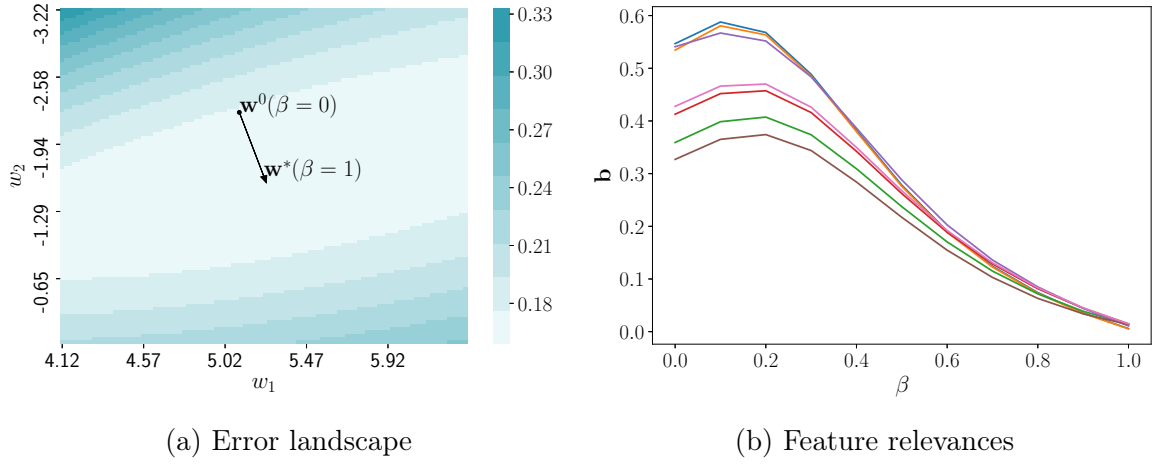 -3.22
-2.58
-1.94
-1.29
-0.65
w₂
4.12 4.57 5.02 5.47 5.92
w₁
w⁰(β = 0)
w*(β = 1)
0.33
0.30
0.27
0.24
0.21
0.18
(a) Error landscape
0.6
0.5
0.4
0.3
0.2
0.1
0.0
b
0.0 0.2 0.4 0.6 0.8 1.0
β
(b) Feature relevances